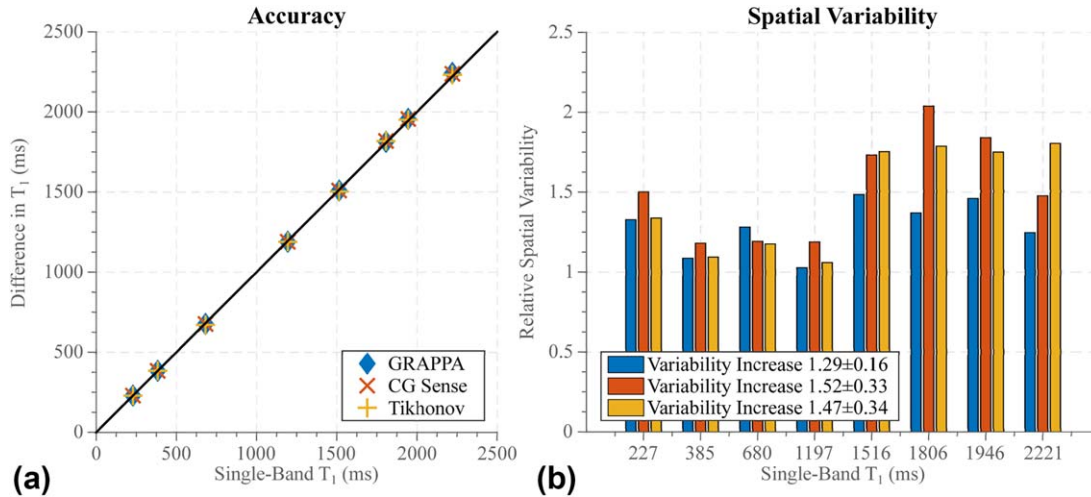 Accuracy
2500
2000
1500
1000
500
0
Difference in T1 (ms)
GRAPPA
CG Sense
Tikhonov
0 500 1000 1500 2000 2500
Single-Band T1 (ms)
(a)
Spatial Variability
2.5
2
1.5
1
0.5
0
Relative Spatial Variability
Variability Increase 1.29±0.16
Variability Increase 1.52±0.33
Variability Increase 1.47±0.34
227 385 680 1197 1516 1806 1946 2221
Single-Band T1 (ms)
(b)